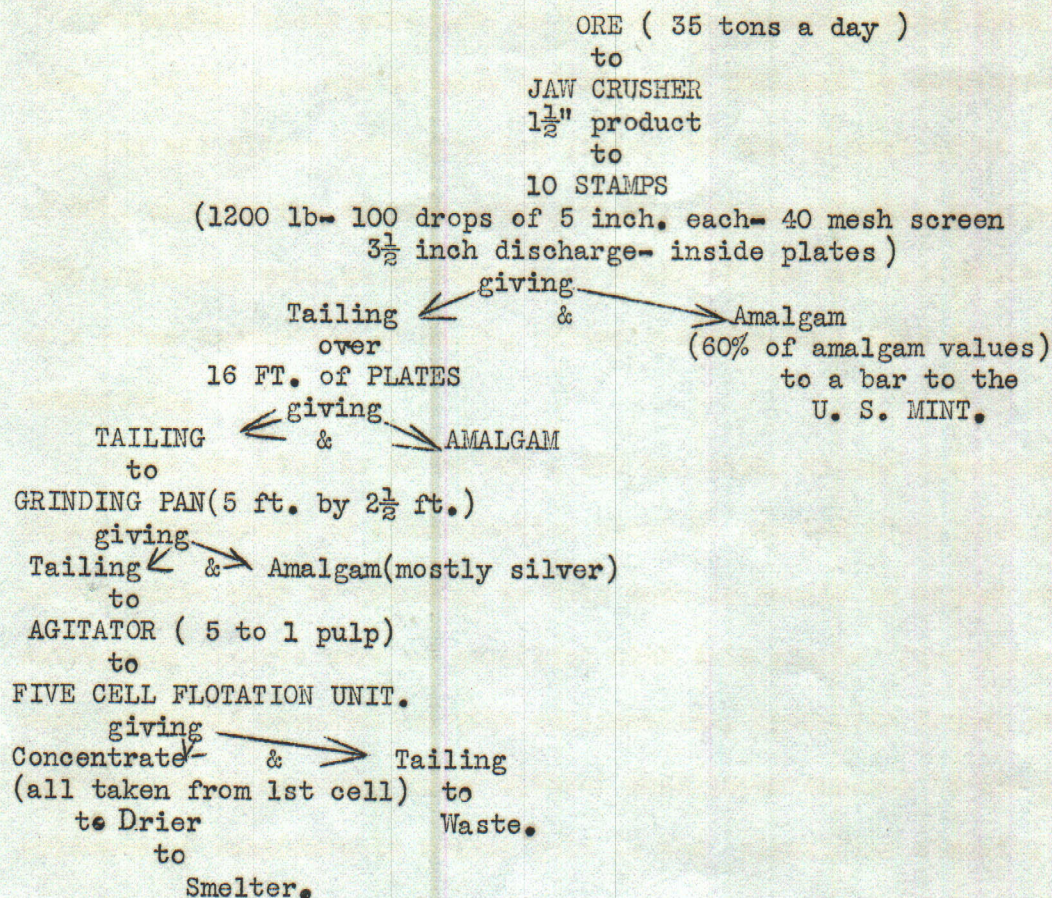 ORE ( 35 tons a day )
to
JAW CRUSHER
1½" product
to
10 STAMPS
(1200 lb- 100 drops of 5 inch. each- 40 mesh screen
3½ inch discharge- inside plates)
giving
Tailing & Amalgam
over (60% of amalgam values)
16 FT. of PLATES to a bar to the
giving U. S. MINT.
TAILING & AMALGAM
to
GRINDING PAN(5 ft. by 2½ ft.)
giving
Tailing & Amalgam(mostly silver)
to
AGITATOR ( 5 to 1 pulp)
to
FIVE CELL FLOTATION UNIT.
giving
Concentrate & Tailing
(all taken from 1st cell) to
to Drier Waste.
to
Smelter.